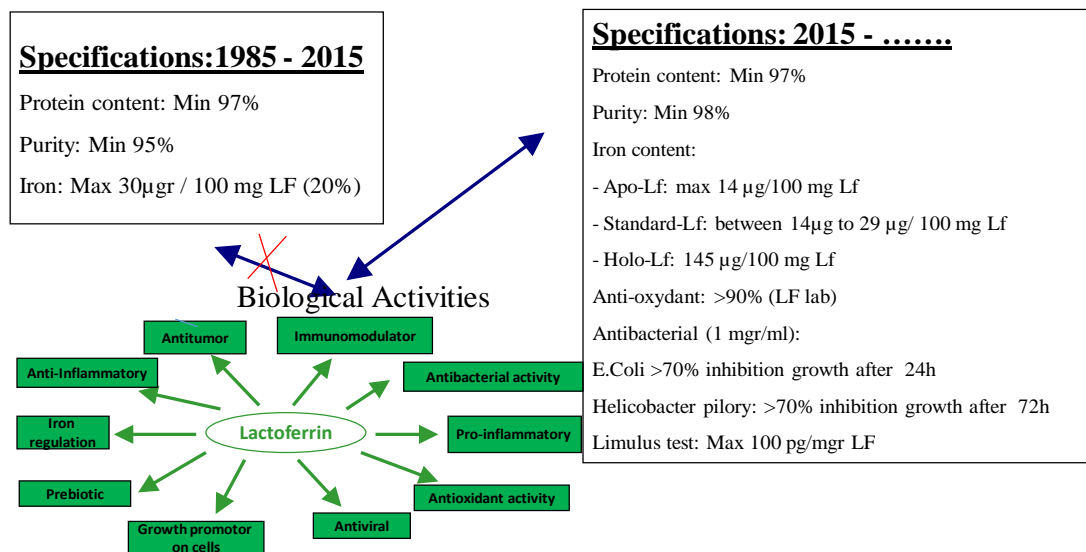 Specifications:1985 - 2015
Protein content: Min 97%
Purity: Min 95%
Iron: Max 30µgr / 100 mg LF (20%)
Specifications: 2015 - …….
Protein content: Min 97%
Purity: Min 98%
Iron content:
- Apo-Lf: max 14 µg/100 mg Lf
- Standard-Lf: between 14µg to 29 µg/ 100 mg Lf
- Holo-Lf: 145 µg/100 mg Lf
Anti-oxydant: >90% (LF lab)
Antibacterial (1 mgr/ml):
E.Coli >70% inhibition growth after 24h
Helicobacter pilory: >70% inhibition growth after 72h
Limulus test: Max 100 pg/mgr LF
Biological Activities
Antitumor
Immunomodulator
Anti-Inflammatory
Antibacterial activity
Iron
regulation
Lactoferrin
Pro-inflammatory
Prebiotic
Antioxidant activity
Growth promotor
on cells
Antiviral